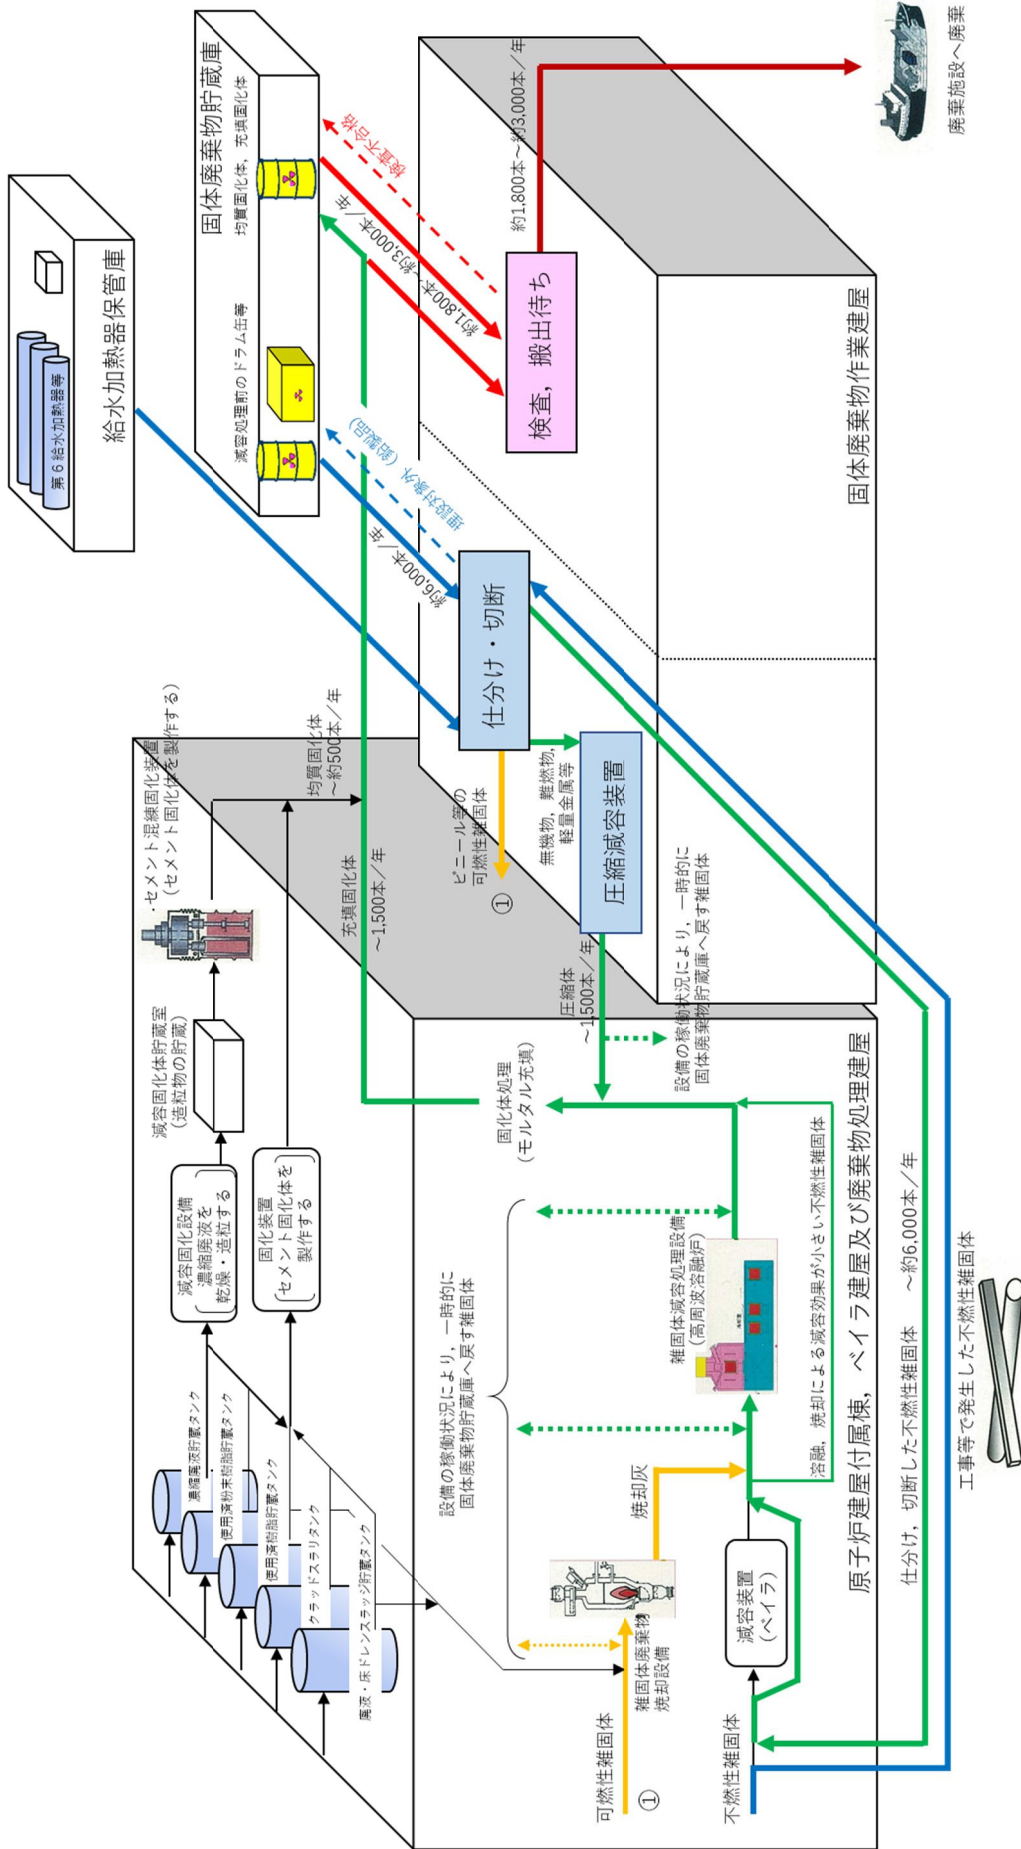 第6給水加熱器等
給水加熱器保管庫
固体廃棄物貯蔵庫
減容処理前のドラム缶等
均質固化体，充填固化体
検査不合格
約1,800本～約3,000本／年
埋設対象外（鉛製品）
約6,000本／年
セメント混練固化装置
（セメント固化体を製作する）
減容固化体貯蔵室
（造粒物の貯蔵）
減容固化設備
濃縮廃液を
乾燥・造粒する
固化装置
セメント固化体を
製作する
濃縮廃液貯蔵タンク
使用済粉末樹脂貯蔵タンク
使用済樹脂貯蔵タンク
クラッドスラリタンク
廃液・床ドレンスラッジ貯蔵タンク
均質固化体
～約500本／年
充填固化体
～1,500本／年
仕分け・切断
検査，搬出待ち
約1,800本～約3,000本／年
廃棄施設へ廃棄
ビニール等の
可燃性雑固体
①
無機物，難燃物，
軽量金属等
圧縮減容装置
圧縮体
～1,500本／年
設備の稼働状況により，一時的に
固体廃棄物貯蔵庫へ戻す雑固体
固体廃棄物作業建屋
設備の稼働状況により，一時的に
固体廃棄物貯蔵庫へ戻す雑固体
固化体処理
（モルタル充填）
可燃性雑固体
①
雑固体廃棄物
焼却設備
焼却灰
雑固体減容処理設備
（高周波溶融炉）
不燃性雑固体
減容装置
（ベイラ）
溶融，焼却による減容効果が小さい不燃性雑固体
原子炉建屋付属棟，ベイラ建屋及び廃棄物処理建屋
仕分け，切断した不燃性雑固体　～約6,000本／年
工事等で発生した不燃性雑固体